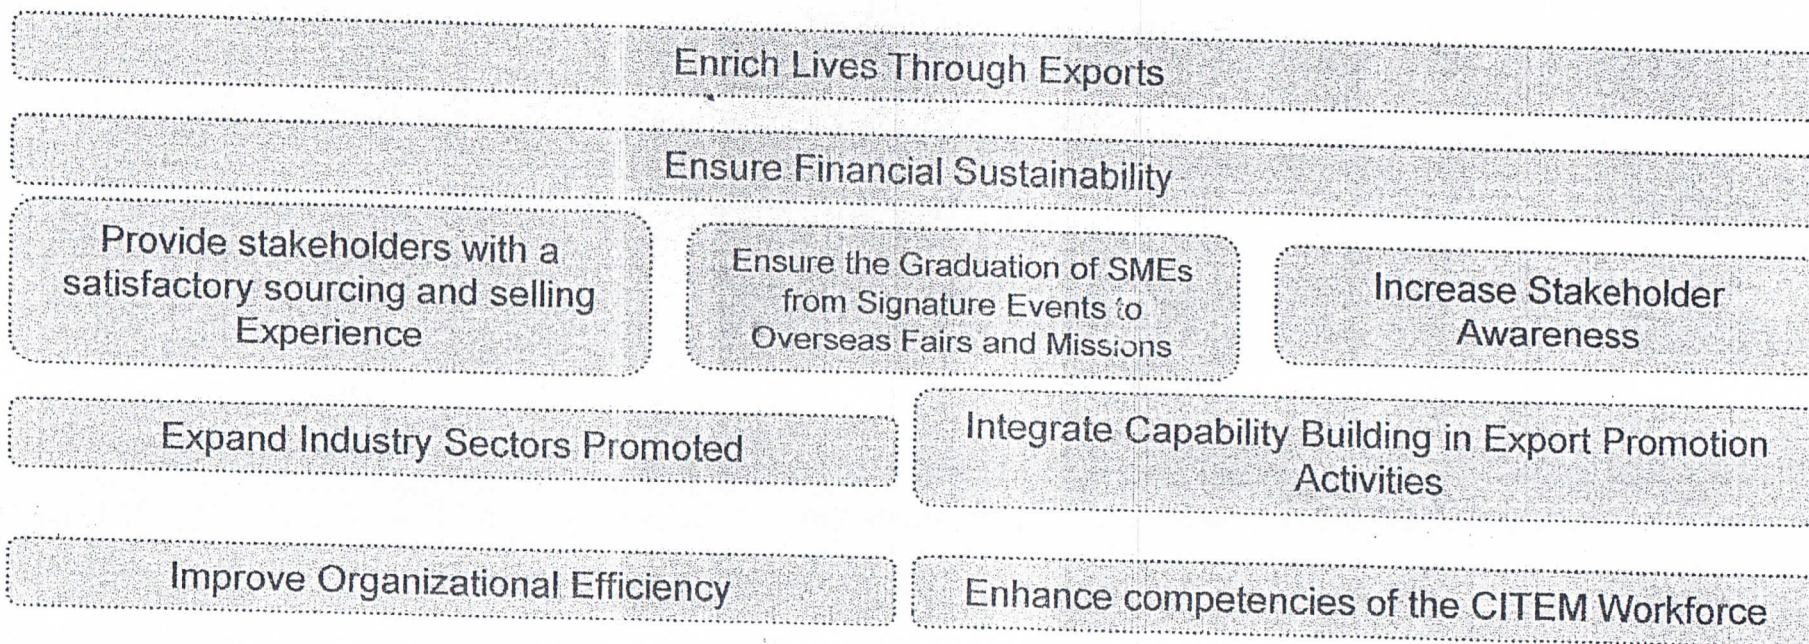 Enrich Lives Through Exports
Ensure Financial Sustainability
Provide stakeholders with a
satisfactory sourcing and selling
Experience
Ensure the Graduation of SMEs
from Signature Events to
Overseas Fairs and Missions
Increase Stakeholder
Awareness
Expand Industry Sectors Promoted
Integrate Capability Building in Export Promotion
Activities
Improve Organizational Efficiency
Enhance competencies of the CITEM Workforce